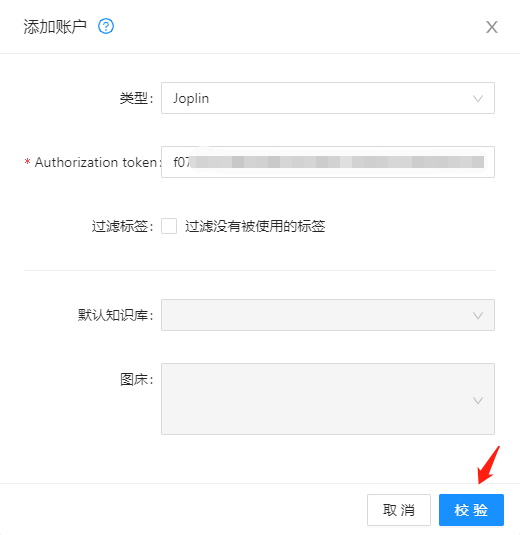 添加账户
类型:
Joplin
* Authorization token:
f07
过滤标签:
过滤没有被使用的标签
默认知识库:
图床:
取 消
校 验